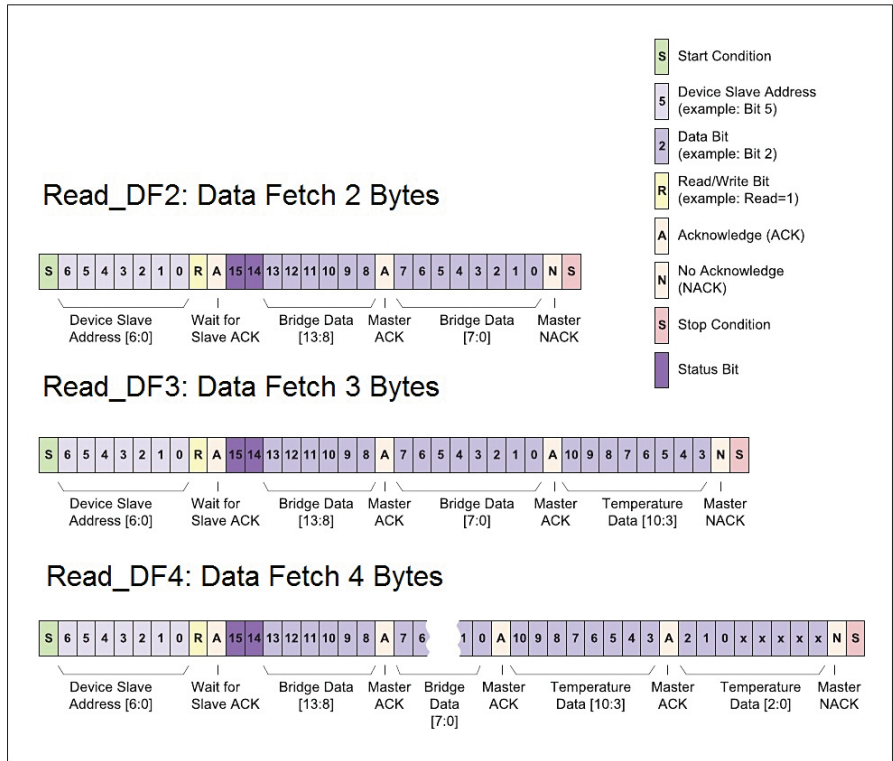 S Start Condition
5 Device Slave Address
(example: Bit 5)
2 Data Bit
(example: Bit 2)
R Read/Write Bit
(example: Read=1)
A Acknowledge (ACK)
N No Acknowledge
(NACK)
S Stop Condition
Status Bit
Read_DF2: Data Fetch 2 Bytes
S 6 5 4 3 2 1 0 R A 15 14 13 12 11 10 9 8 A 7 6 5 4 3 2 1 0 N S
Device Slave Wait for Bridge Data Master Bridge Data Master
Address [6:0] Slave ACK [13:8] ACK [7:0] NACK
Read_DF3: Data Fetch 3 Bytes
S 6 5 4 3 2 1 0 R A 15 14 13 12 11 10 9 8 A 7 6 5 4 3 2 1 0 A 10 9 8 7 6 5 4 3 N S
Device Slave Wait for Bridge Data Master Bridge Data Master Temperature Master
Address [6:0] Slave ACK [13:8] ACK [7:0] ACK Data [10:3] NACK
Read_DF4: Data Fetch 4 Bytes
S 6 5 4 3 2 1 0 R A 15 14 13 12 11 10 9 8 A 7 6 1 0 A 10 9 8 7 6 5 4 3 A 2 1 0 x x x x x N S
Device Slave Wait for Bridge Data Master Bridge Master Temperature Master Temperature Master
Address [6:0] Slave ACK [13:8] ACK Data ACK Data [10:3] ACK Data [2:0] NACK
[7:0]